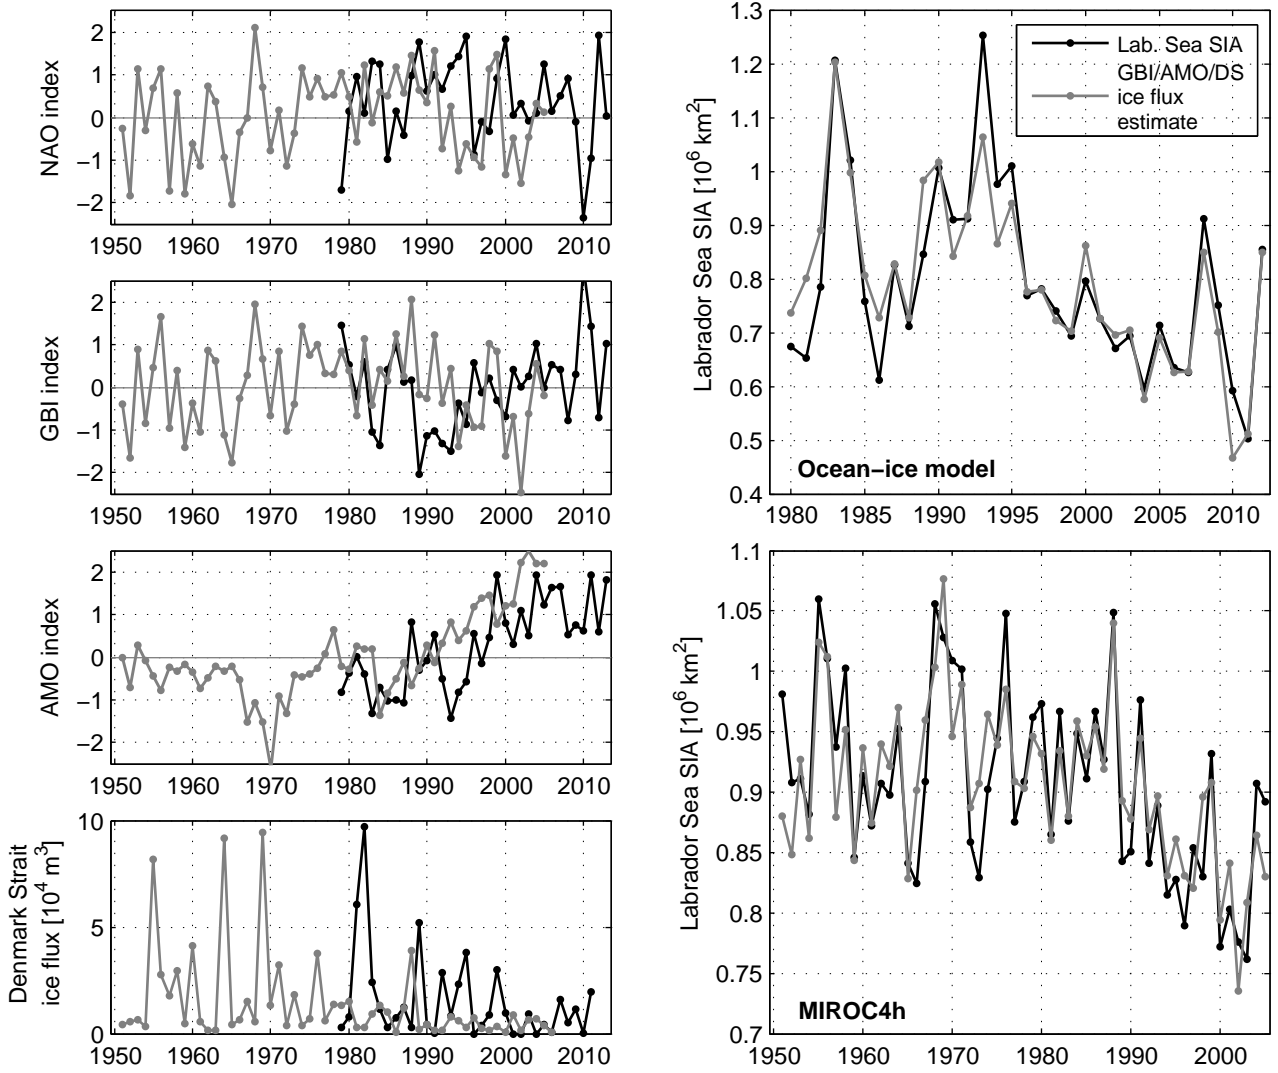 NAO index
2
1
0
−1
−2
1950 1960 1970 1980 1990 2000 2010
GBI index
2
1
0
−1
−2
1950 1960 1970 1980 1990 2000 2010
AMO index
2
1
0
−1
−2
1950 1960 1970 1980 1990 2000 2010
Denmark Strait
ice flux [10⁴ m³]
10
5
0
1950 1960 1970 1980 1990 2000 2010
Labrador Sea SIA [10⁶ km²]
1.3
1.2
1.1
1
0.9
0.8
0.7
0.6
0.5
0.4
Lab. Sea SIA
GBI/AMO/DS
ice flux
estimate
Ocean−ice model
1980 1985 1990 1995 2000 2005 2010
Labrador Sea SIA [10⁶ km²]
1.1
1.05
1
0.95
0.9
0.85
0.8
0.75
0.7
MIROC4h
1950 1960 1970 1980 1990 2000